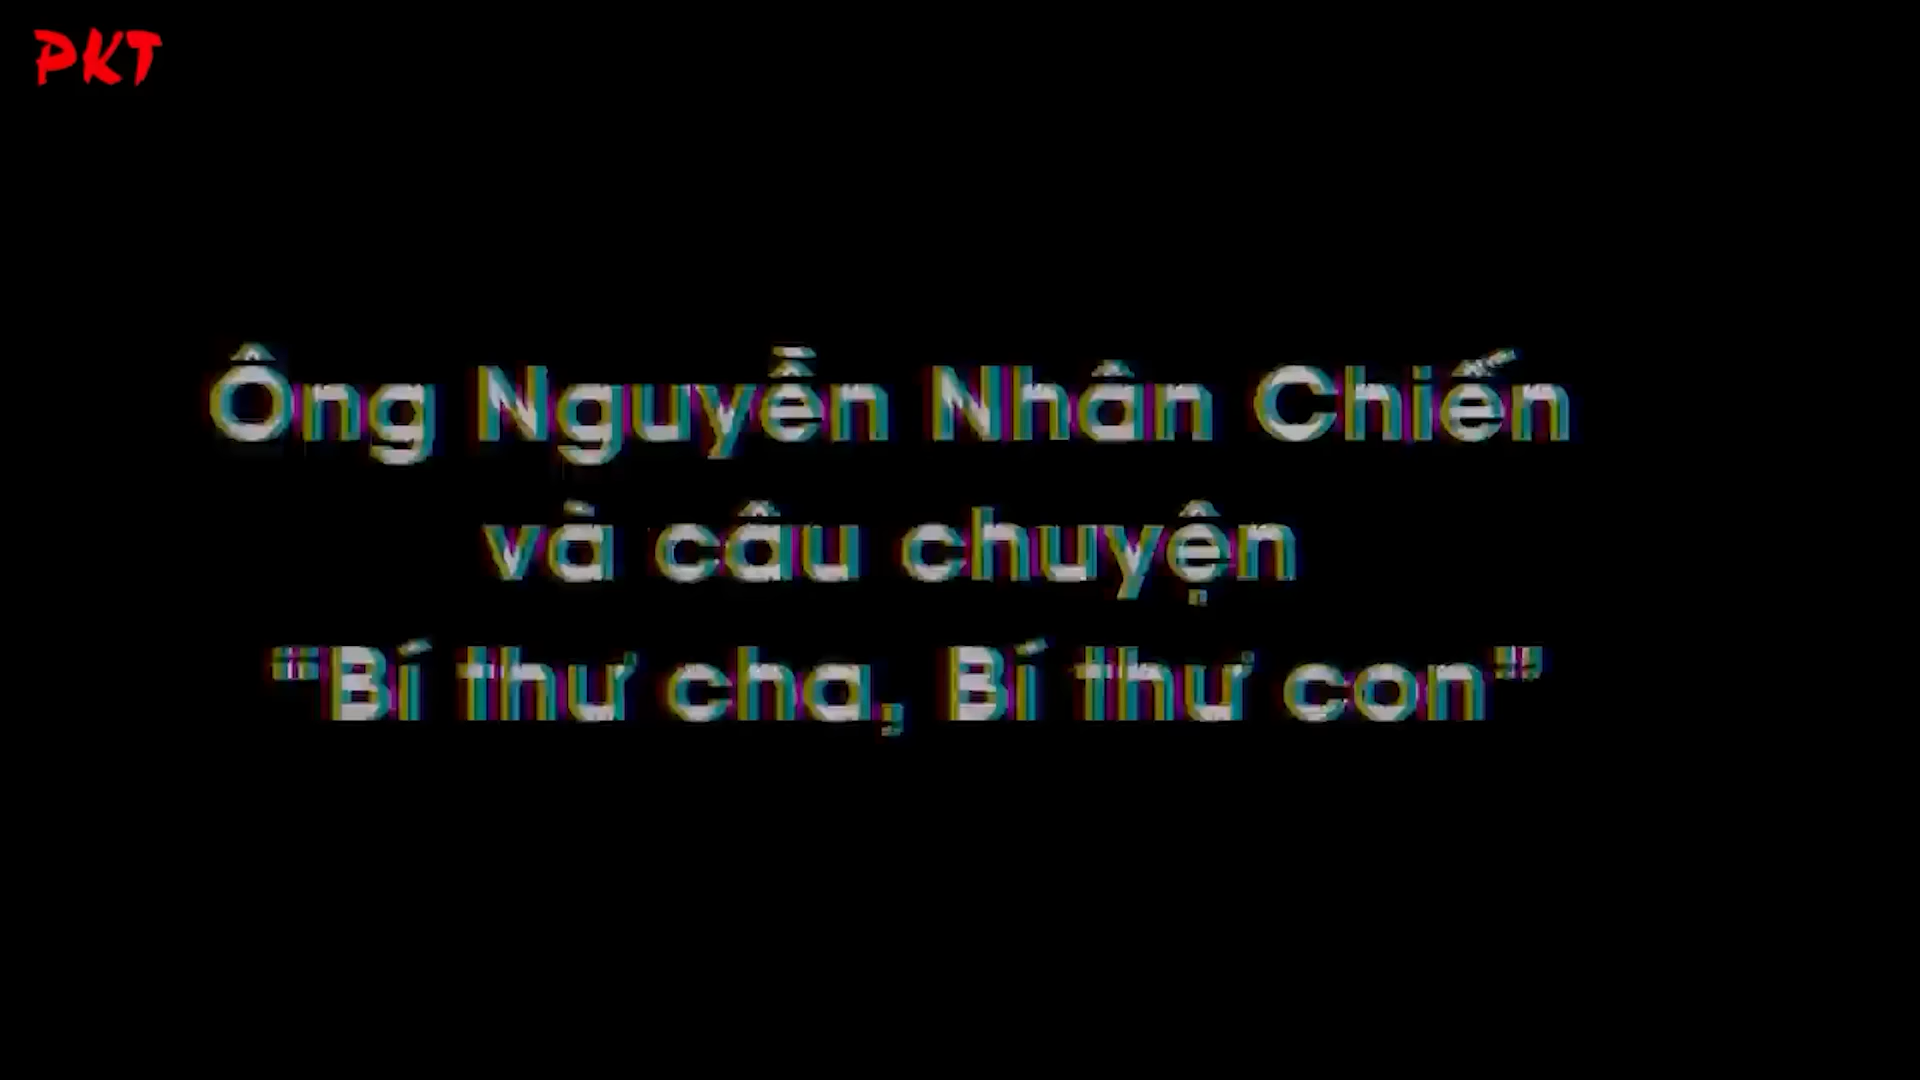 PKT
Ông Nguyễn Nhân Chiến
và câu chuyện
“Bí thư cha, Bí thư con”